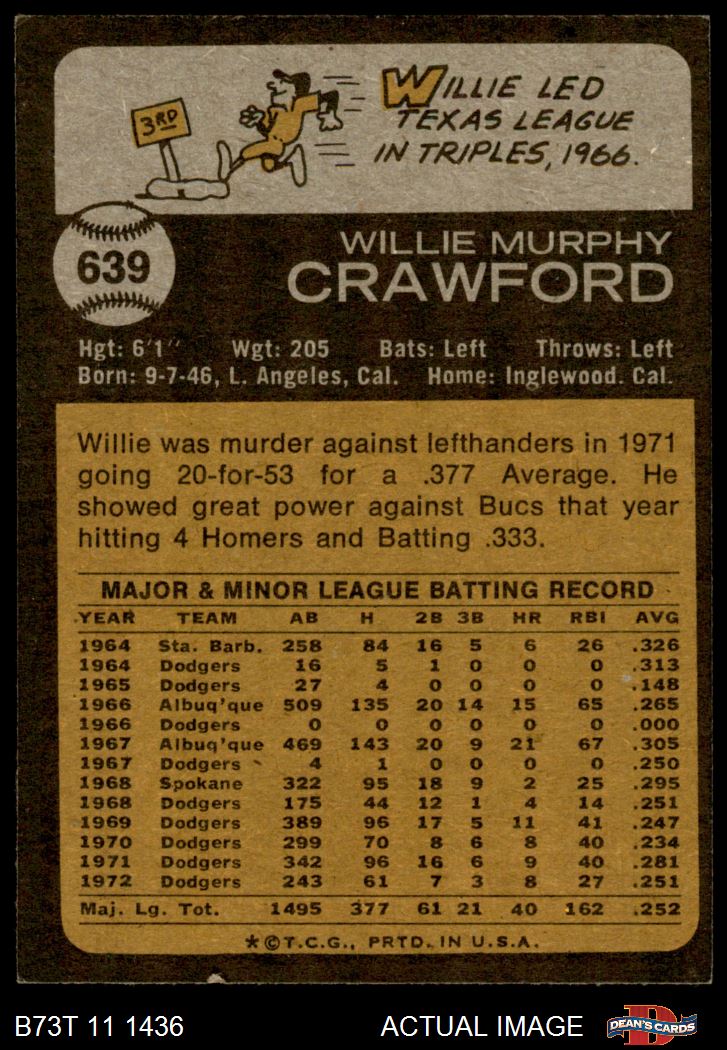 WILLIE LED
TEXAS LEAGUE
IN TRIPLES, 1966.
3RD
639
WILLIE MURPHY
CRAWFORD
Hgt: 6'1" Wgt: 205 Bats: Left Throws: Left
Born: 9-7-46, L. Angeles, Cal. Home: Inglewood. Cal.
Willie was murder against lefthanders in 1971
going 20-for-53 for a .377 Average. He
showed great power against Bucs that year
hitting 4 Homers and Batting .333.
MAJOR & MINOR LEAGUE BATTING RECORD
YEAR TEAM AB H 2B 3B HR RBI AVG
1964 Sta. Barb. 258 84 16 5 6 26 .326
1964 Dodgers 16 5 1 0 0 0 .313
1965 Dodgers 27 4 0 0 0 0 .148
1966 Albuq'que 509 135 20 14 15 65 .265
1966 Dodgers 0 0 0 0 0 0 .000
1967 Albuq'que 469 143 20 9 21 67 .305
1967 Dodgers 4 1 0 0 0 0 .250
1968 Spokane 322 95 18 9 2 25 .295
1968 Dodgers 175 44 12 1 4 14 .251
1969 Dodgers 389 96 17 5 11 41 .247
1970 Dodgers 299 70 8 6 8 40 .234
1971 Dodgers 342 96 16 6 9 40 .281
1972 Dodgers 243 61 7 3 8 27 .251
Maj. Lg. Tot. 1495 377 61 21 40 162 .252
*©T.C.G., PRTD. IN U.S.A.
B73T 11 1436 ACTUAL IMAGE DEAN'S CARDS